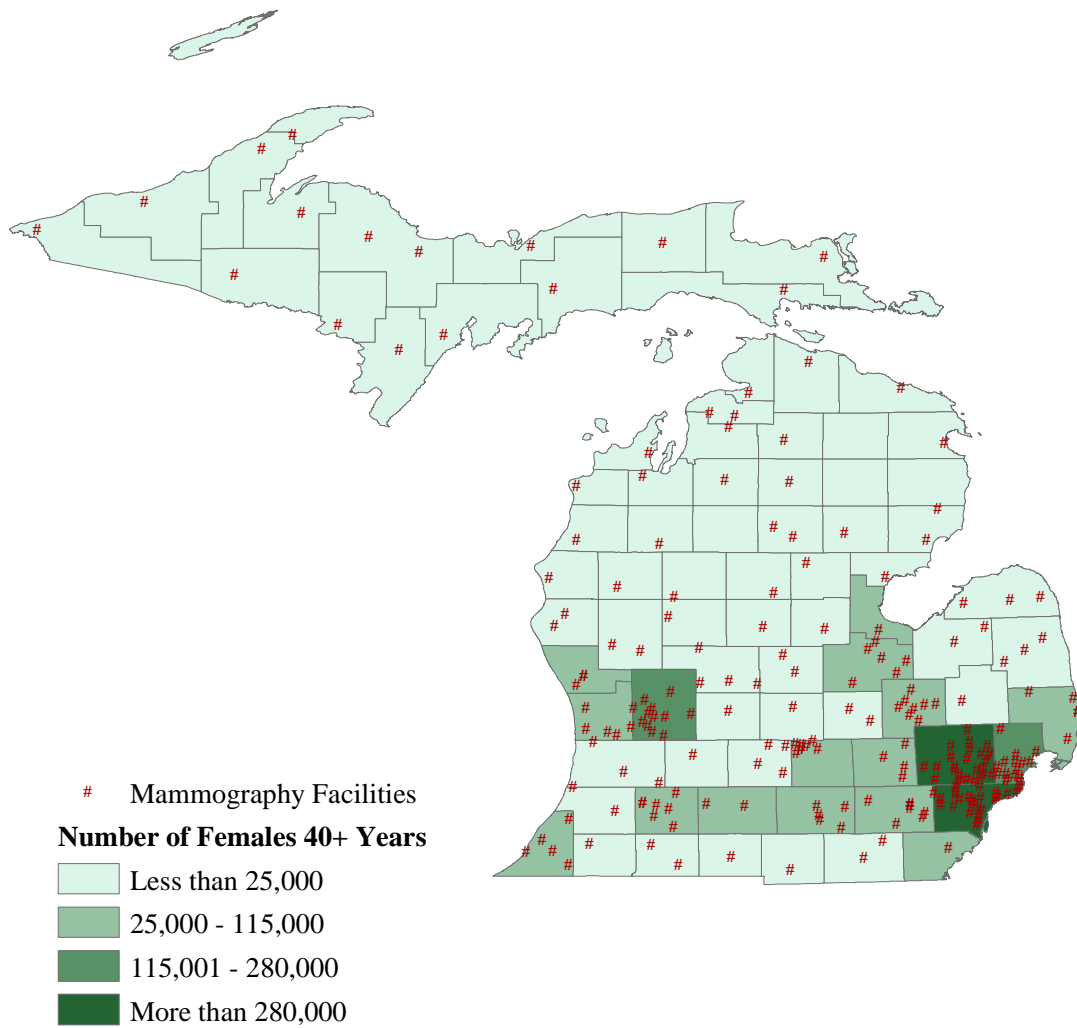 # Mammography Facilities
Number of Females 40+ Years
Less than 25,000
25,000 - 115,000
115,001 - 280,000
More than 280,000